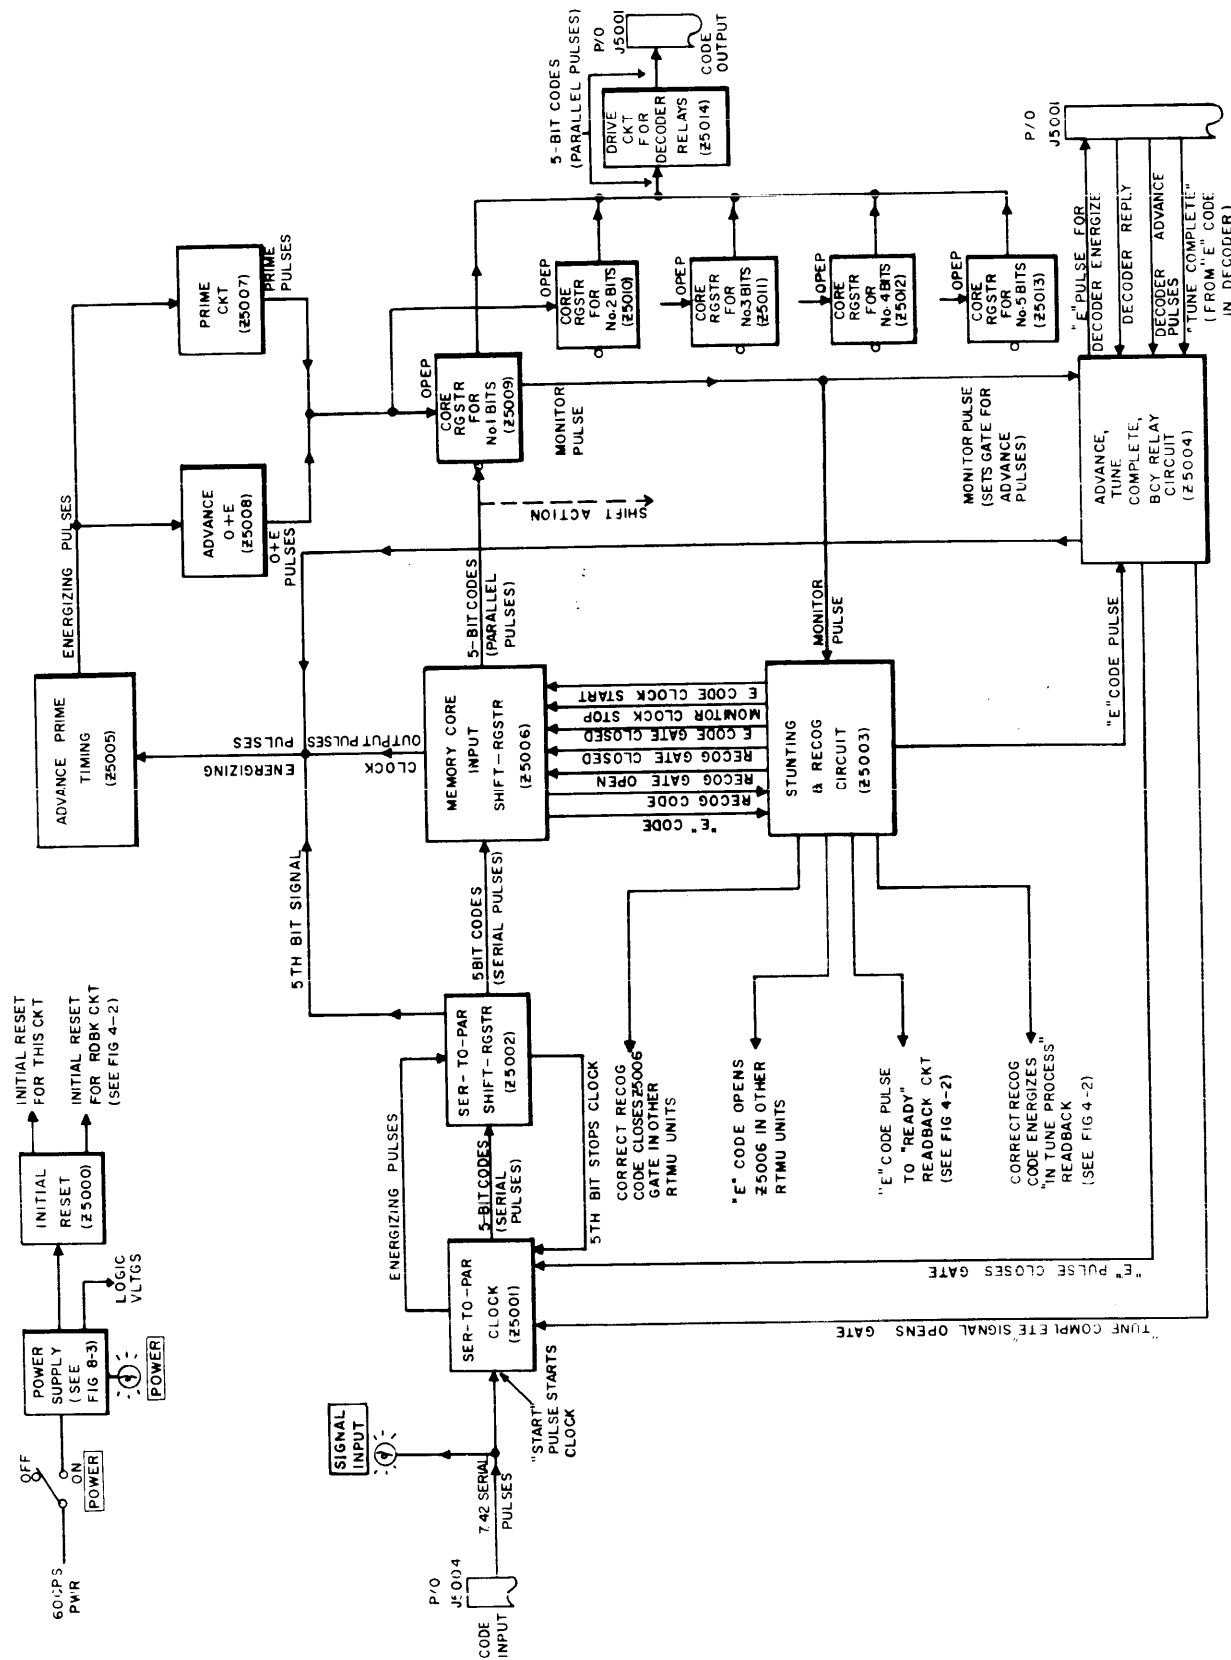 60CPS
PWR
OFF
ON
POWER
POWER
SUPPLY
(SEE
FIG 8-3)
POWER
LOGIC
VLTGS
INITIAL
RESET
(Z5000)
INITIAL RESET
FOR THIS CKT
INITIAL RESET
FOR RDBK CKT
(SEE FIG 4-2)
CODE
INPUT
P/O
J5004
7.42 SERIAL
PULSES
SIGNAL
INPUT
"START"
PULSE STARTS
CLOCK
SER-TO-PAR
CLOCK
(Z5001)
ENERGIZING PULSES
5-BIT CODES
(SERIAL
PULSES)
5TH BIT STOPS CLOCK
SER-TO-PAR
SHIFT-RGSTR
(Z5002)
5TH BIT SIGNAL
5BIT CODES
(SERIAL PULSES)
ADVANCE PRIME
TIMING
(Z5005)
ENERGIZING
PULSES
CLOCK
OUTPUT PULSES
MEMORY CORE
INPUT
SHIFT-RGSTR
(Z5006)
"E" CODE
RECOG CODE
RECOG GATE OPEN
RECOG GATE CLOSED
E CODE GATE CLOSED
MONITOR CLOCK STOP
E CODE CLOCK START
STUNTING
& RECOG
CIRCUIT
(Z5003)
CORRECT RECOG
CODE CLOSES Z5006
GATE IN OTHER
RTMU UNITS
"E" CODE OPENS
Z5006 IN OTHER
RTMU UNITS
"E" CODE PULSE
TO "READY"
READBACK CKT
(SEE FIG 4-2)
CORRECT RECOG
CODE ENERGIZES
"IN TUNE PROCESS"
READBACK
(SEE FIG 4-2)
"E" PULSE CLOSES GATE
"TUNE COMPLETE" SIGNAL OPENS GATE
ENERGIZING PULSES
ADVANCE
O+E
(Z5008)
O+E
PULSES
PRIME
CKT
(Z5007)
PRIME
PULSES
5-BIT CODES
(PARALLEL
PULSES)
SHIFT ACTION
OPEP
CORE
RGSTR
FOR
No.1 BITS
(Z5009)
MONITOR
PULSE
OPEP
CORE
RGSTR
FOR
No.2 BITS
(Z5010)
OPEP
CORE
RGSTR
FOR
No.3 BITS
(Z5011)
OPEP
CORE
RGSTR
FOR
No.4 BITS
(Z5012)
OPEP
CORE
RGSTR
FOR
No.5 BITS
(Z5013)
5-BIT CODES
(PARALLEL PULSES)
DRIVE
CKT
FOR
DECODER
RELAYS
(Z5014)
P/O
J5001
CODE
OUTPUT
MONITOR
PULSE
MONITOR PULSE
(SETS GATE FOR
ADVANCE
PULSES)
"E" CODE PULSE
ADVANCE,
TUNE
COMPLETE,
BCY RELAY
CIRCUIT
(Z5004)
"E" PULSE FOR
DECODER ENERGIZE
DECODER REPLY
DECODER ADVANCE
PULSES
"TUNE COMPLETE"
(FROM "E" CODE
IN DECODER)
P/O
J5001